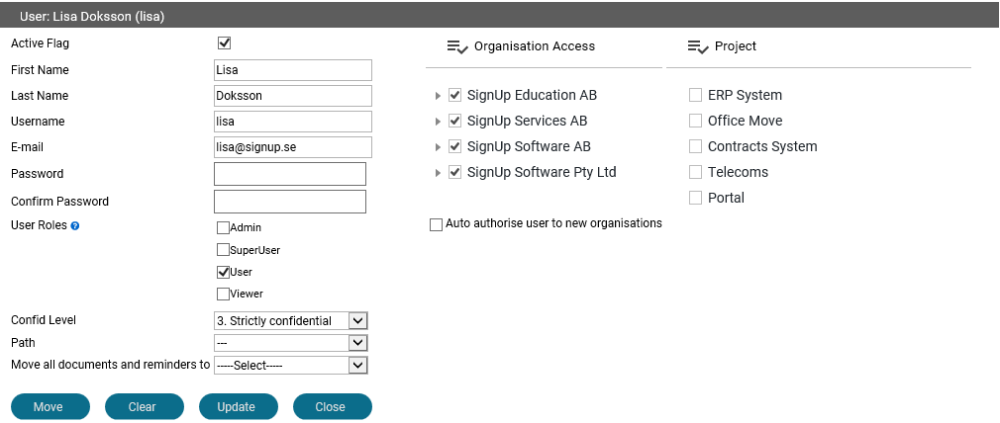 User: Lisa Doksson (lisa)
Active Flag
First Name Lisa
Last Name Doksson
Username lisa
E-mail lisa@signup.se
Password
Confirm Password
User Roles ?
Admin
SuperUser
User
Viewer
Confid Level 3. Strictly confidential
Path ---
Move all documents and reminders to -----Select-----
Move Clear Update Close
Organisation Access
SignUp Education AB
SignUp Services AB
SignUp Software AB
SignUp Software Pty Ltd
Auto authorise user to new organisations
Project
ERP System
Office Move
Contracts System
Telecoms
Portal